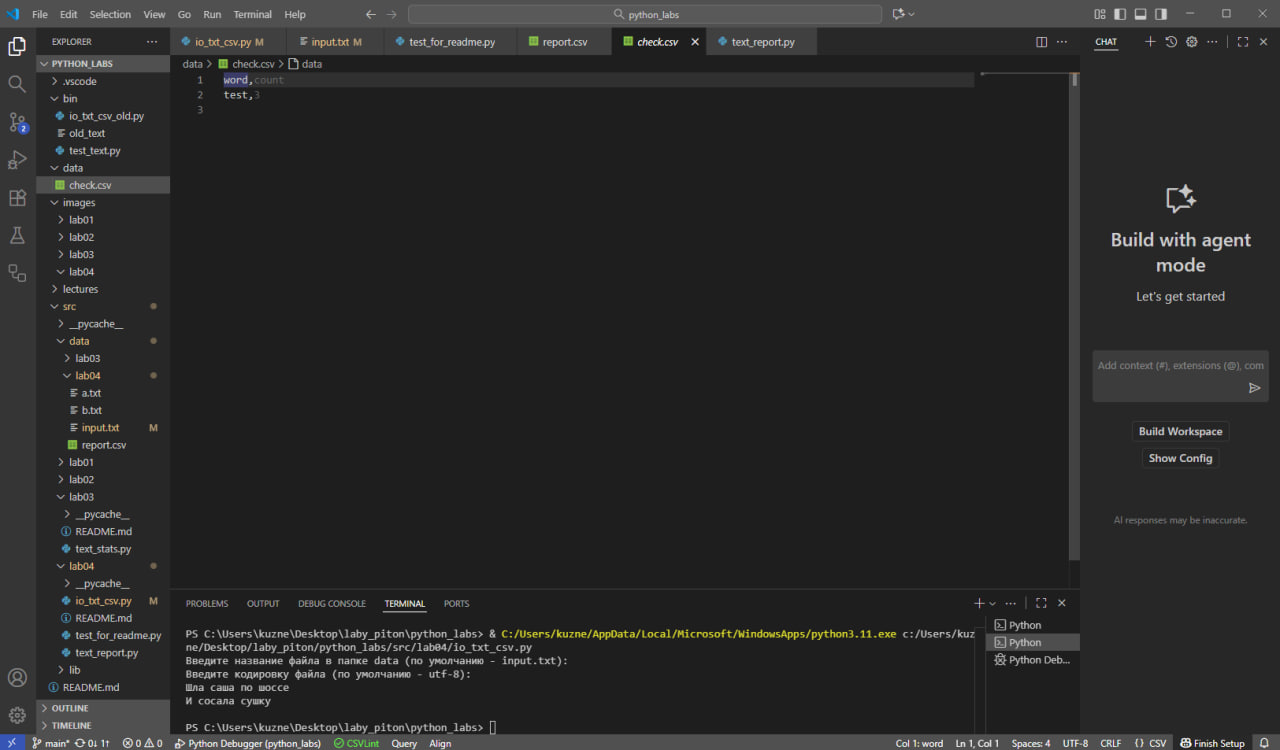 File Edit Selection View Go Run Terminal Help
python_labs
EXPLORER
PYTHON_LABS
.vscode
bin
io_txt_csv_old.py
old_text
test_text.py
data
check.csv
images
lab01
lab02
lab03
lab04
lectures
src
__pycache__
data
lab03
lab04
a.txt
b.txt
input.txt M
report.csv
lab01
lab02
lab03
__pycache__
README.md
text_stats.py
lab04
__pycache__
io_txt_csv.py M
README.md
test_for_readme.py
text_report.py
lib
README.md
OUTLINE
TIMELINE
2
io_txt_csv.py M input.txt M test_for_readme.py report.csv check.csv text_report.py
data > check.csv > data
1 word,count
2 test,3
3
PROBLEMS OUTPUT DEBUG CONSOLE TERMINAL PORTS
PS C:\Users\kuzne\Desktop\laby_piton\python_labs> & C:/Users/kuzne/AppData/Local/Microsoft/WindowsApps/python3.11.exe c:/Users/kuz
ne/Desktop/laby_piton/python_labs/src/lab04/io_txt_csv.py
Введите название файла в папке data (по умолчанию - input.txt):
Введите кодировку файла (по умолчанию - utf-8):
Шла саша по шоссе
И сосала сушку
PS C:\Users\kuzne\Desktop\laby_piton\python_labs>
Python
Python
Python Deb...
CHAT
Build with agent
mode
Let's get started
Add context (#), extensions (@), com
Build Workspace
Show Config
AI responses may be inaccurate.
main* 0↓ 1↑ 0 0 Python Debugger (python_labs) CSVLint Query Align Col 1: word Ln 1, Col 1 Spaces: 4 UTF-8 CRLF {} CSV Finish Setup